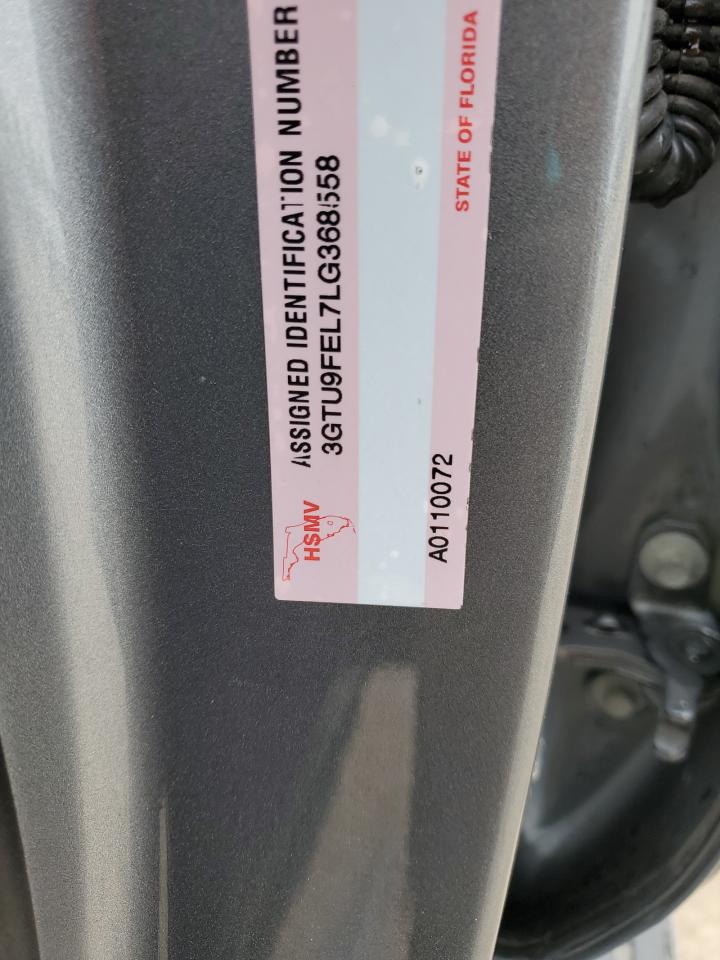 ASSIGNED IDENTIFICATION NUMBER
3GTU9FEL7LG368558
HSMV
STATE OF FLORIDA
A0110072